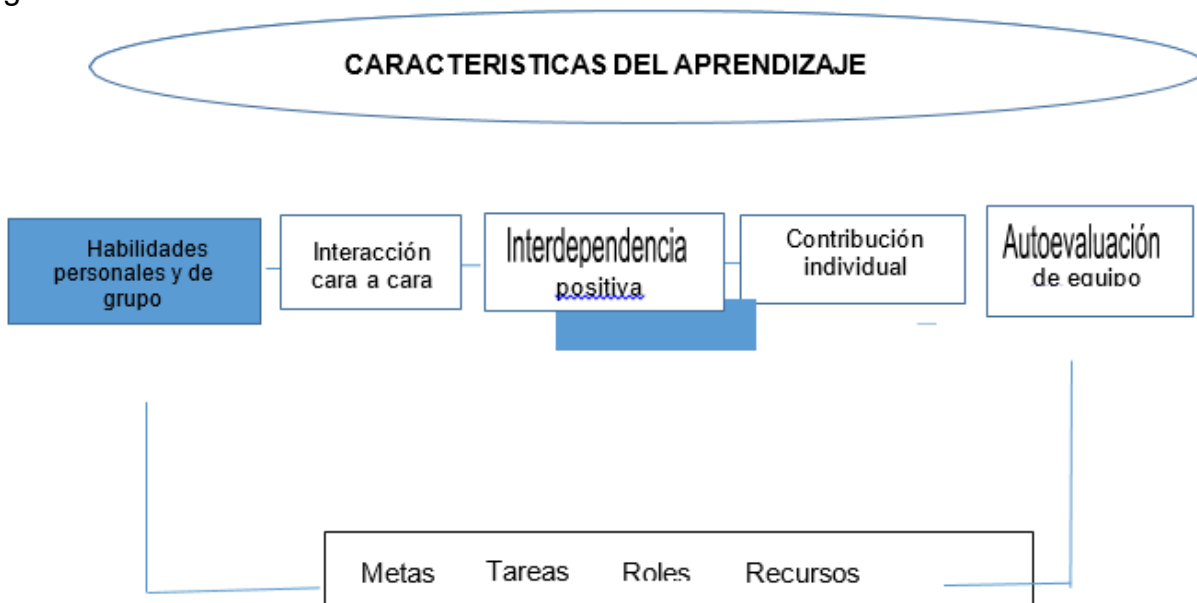 g
CARACTERISTICAS DEL APRENDIZAJE
Habilidades
personales y de
grupo
Interacción
cara a cara
Interdependencia
positiva
Contribución
individual
Autoevaluación
de equipo
Metas Tareas Roles Recursos